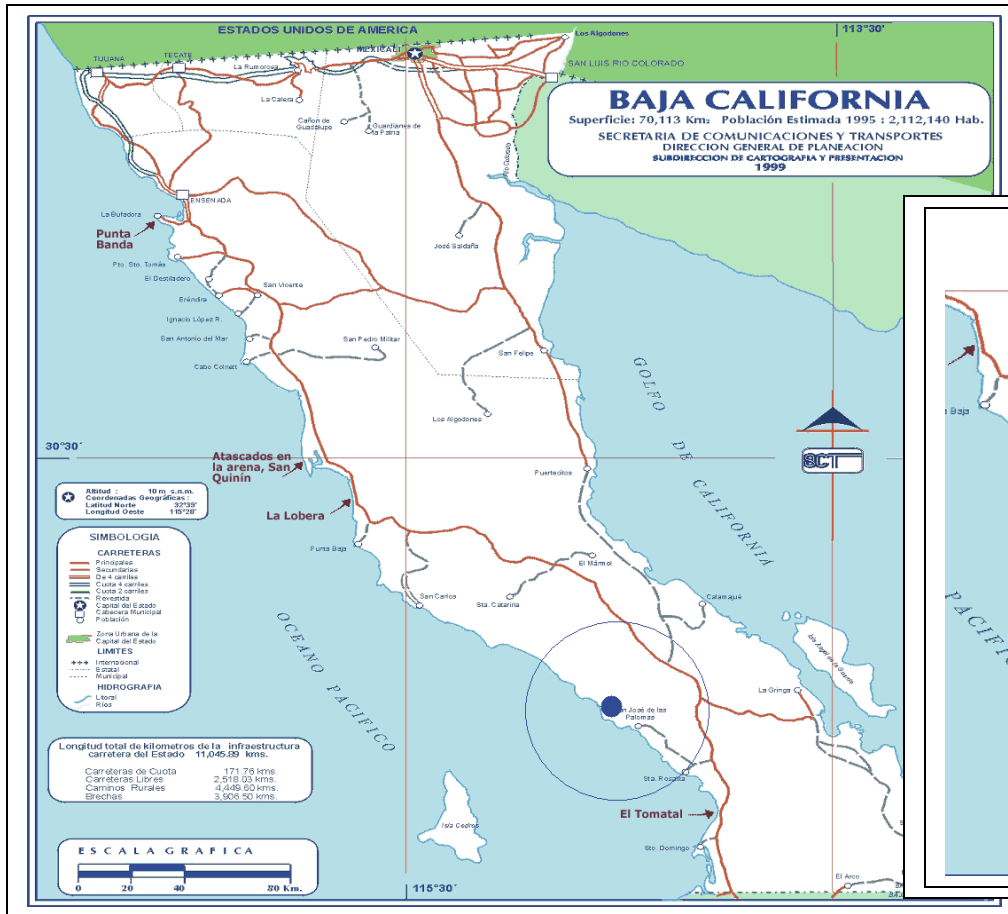 ESTADOS UNIDOS DE AMERICA
113°30'
Los Algodones
MEXICALI
TIJUANA
TECATE
La Rumorosa
SAN LUIS RIO COLORADO
BAJA CALIFORNIA
Superficie: 70,113 Km2 Población Estimada 1995 : 2,112,140 Hab.
SECRETARIA DE COMUNICACIONES Y TRANSPORTES
DIRECCION GENERAL DE PLANEACION
SUBDIRECCION DE CARTOGRAFIA Y PRESENTACION
1999
La Calera
Cañon de
Guadalupe
Guardianes de
la Patria
ENSENADA
La Bufadora
Punta
Banda
José Saldaña
Pto. Sto. Tomás
El Destiladero
San Vicente
Eréndira
Ignacio López R.
San Antonio del Mar
San Pedro Militar
Cabo Colnett
San Felipe
Los Algodones
GOLFO DE CALIFORNIA
30°30'
Atascados en
la arena, San
Quinín
Puertecitos
SCT
La Lobera
Altitud : 10 m s.n.m.
Coordenadas Geográficas :
Latitud Norte 32°39'
Longitud Oeste 115°28'
Punta Baja
El Mármol
San Carlos
Sta. Catarina
Catamajué
SIMBOLOGIA
CARRETERAS
Principales
Secundarias
De 4 carriles
Cuota 4 carriles
Cuota 2 carriles
Revestida
Capital del Estado
Cabecera Municipal
Población
Zona Urbana de la
Capital del Estado
LIMITES
Internacional
Estatal
Municipal
HIDROGRAFIA
Litoral
Ríos
OCEANO PACIFICO
La Gringa
San José de las
Palomas
Sta. Rosalía
Longitud total de kilometros de la infraestructura
carretera del Estado 11,045.89 kms.
Carreteras de Cuota 171.76 kms.
Carreteras Libres 2,518.03 kms.
Caminos Rurales 4,449.60 kms.
Brechas 3,906.50 kms.
El Tomatal
Isla Cedros
Sto. Domingo
El Arco
ESCALA GRAFICA
0 20 40 80 Km.
115°30'
Baja
PACIFI